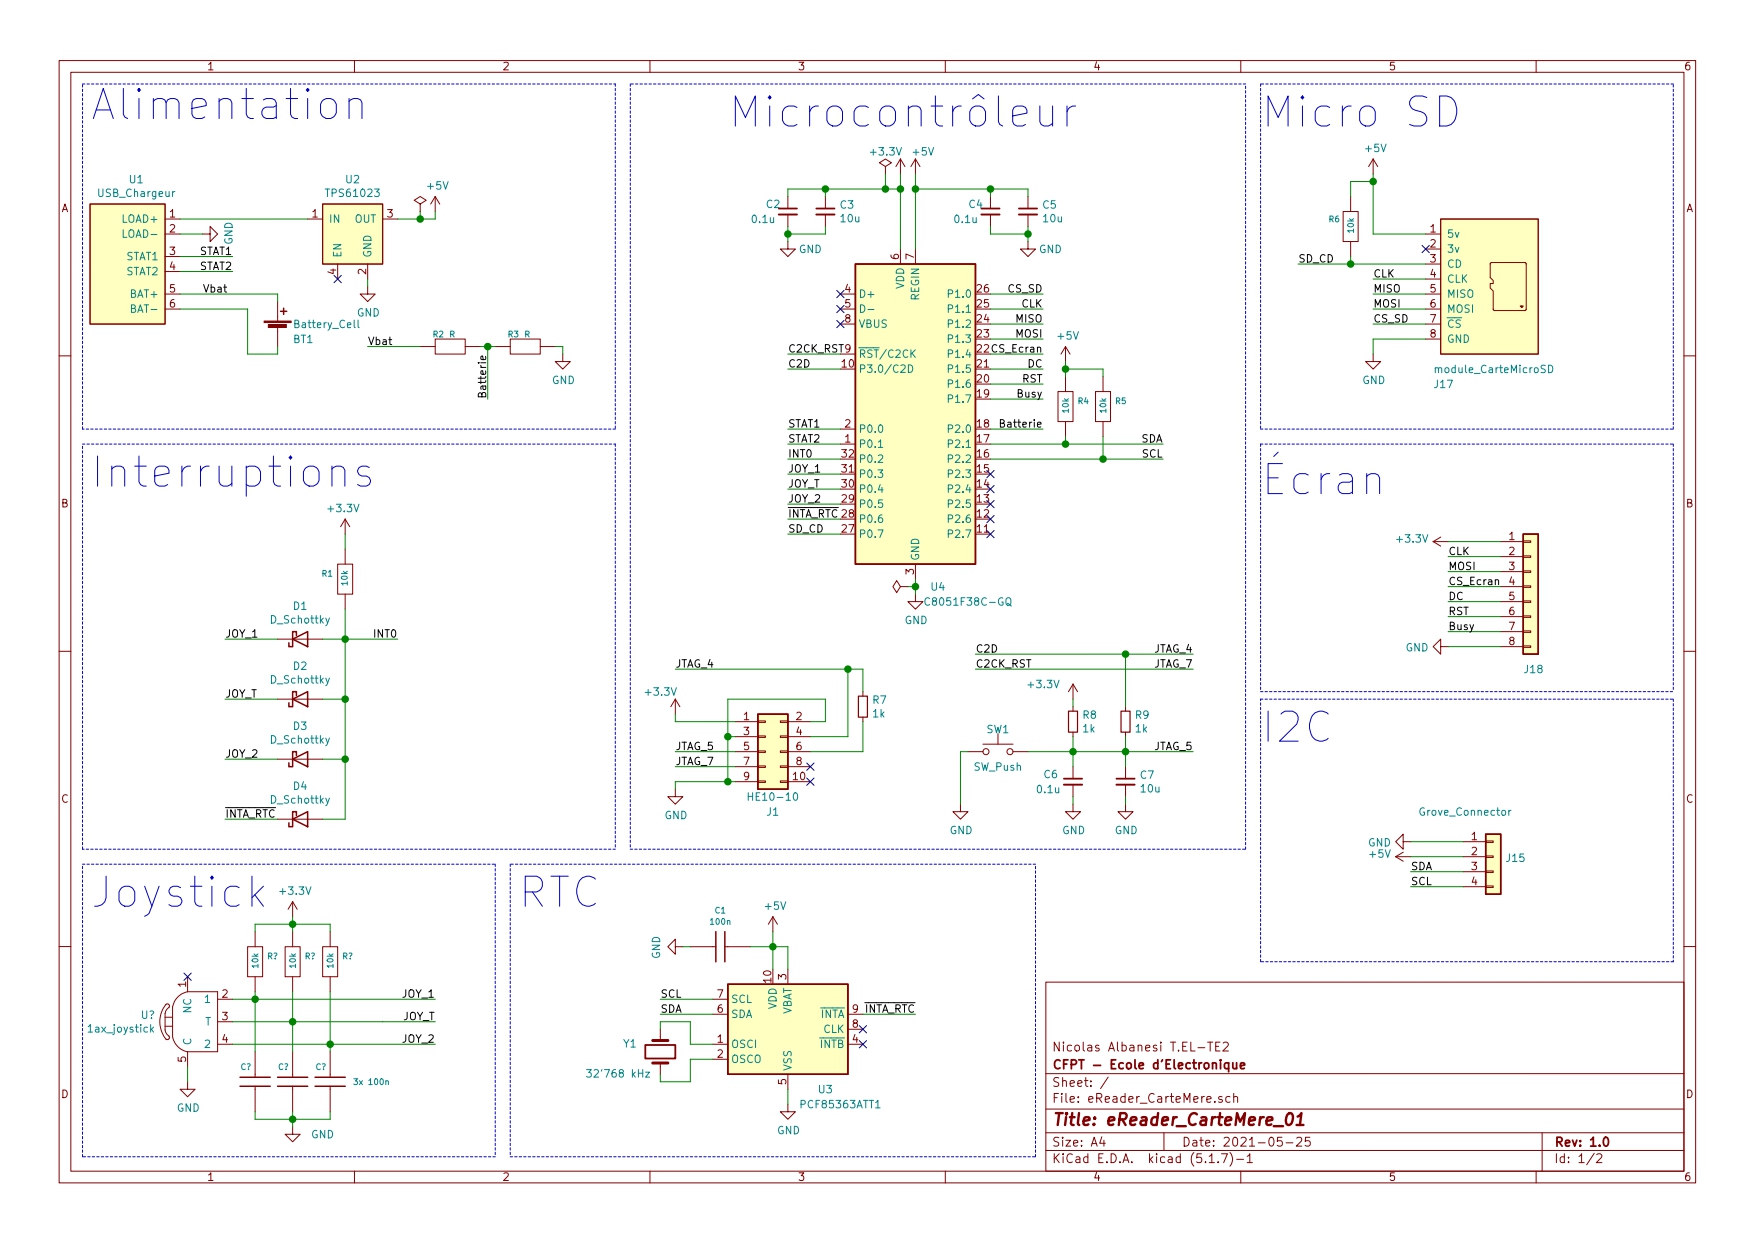 1 2 3 4 5 6
A
B
C
D
Alimentation
U1
USB_Chargeur
LOAD+ 1
LOAD- 2
GND
STAT1 3 STAT1
STAT2 4 STAT2
BAT+ 5 Vbat
BAT- 6
Battery_Cell
BT1
U2
TPS61023
1 IN OUT 3
EN GND
4 2
GND
+5V
Vbat R2 R R3 R
Batterie
GND
Interruptions
+3.3V
R1 10k
D1
D_Schottky
JOY_1 INT0
D2
D_Schottky
JOY_T
D3
D_Schottky
JOY_2
D4
D_Schottky
INTA_RTC
Joystick
+3.3V
10k R? 10k R? 10k R?
1 NC
U?
1ax_joystick
1 2 JOY_1
T 3 JOY_T
2 4 JOY_2
C 5
GND
C? C? C? 3x 100n
GND
Microcontrôleur
+3.3V +5V
C2 0.1u
C3 10u
GND
C4 0.1u
C5 10u
GND
6 7
VDD REGIN
4 D+
5 D-
8 VBUS
C2CK_RST 9 RST/C2CK
C2D 10 P3.0/C2D
STAT1 2 P0.0
STAT2 1 P0.1
INT0 32 P0.2
JOY_1 31 P0.3
JOY_T 30 P0.4
JOY_2 29 P0.5
INTA_RTC 28 P0.6
SD_CD 27 P0.7
P1.0 26 CS_SD
P1.1 25 CLK
P1.2 24 MISO
P1.3 23 MOSI
P1.4 22 CS_Ecran
P1.5 21 DC
P1.6 20 RST
P1.7 19 Busy
P2.0 18 Batterie
P2.1 17 SDA
P2.2 16 SCL
P2.3 15
P2.4 14
P2.5 13
P2.6 12
P2.7 11
+5V
10k R4 10k R5
GND
3
U4
C8051F38C-GQ
GND
JTAG_4
+3.3V
R7
1k
1 2
3 4
JTAG_5 5 6
JTAG_7 7 8
9 10
GND
HE10-10
J1
C2D JTAG_4
C2CK_RST JTAG_7
+3.3V
R8
1k
R9
1k
SW1
SW_Push
JTAG_5
C6
0.1u
C7
10u
GND GND GND
RTC
C1
100n
+5V
GND
10 3
VDD VBAT
SCL 7 SCL
SDA 6 SDA
1 OSCI
2 OSCO
INTA 9 INTA_RTC
CLK 8
INTB 4
VSS
5
Y1
32'768 kHz
U3
PCF85363ATT1
GND
Micro SD
+5V
R6 10k
SD_CD
1 5v
2 3v
3 CD
CLK 4 CLK
MISO 5 MISO
MOSI 6 MOSI
CS_SD 7 CS
8 GND
GND
module_CarteMicroSD
J17
Écran
+3.3V 1
CLK 2
MOSI 3
CS_Ecran 4
DC 5
RST 6
Busy 7
GND 8
J18
I2C
Grove_Connector
GND 1
+5V 2
SDA 3
SCL 4
J15
Nicolas Albanesi T.EL-TE2
CFPT - Ecole d'Electronique
Sheet: /
File: eReader_CarteMere.sch
Title: eReader_CarteMere_01
Size: A4 Date: 2021-05-25 Rev: 1.0
KiCad E.D.A. kicad (5.1.7)-1 Id: 1/2
A
B
C
D
1 2 3 4 5 6